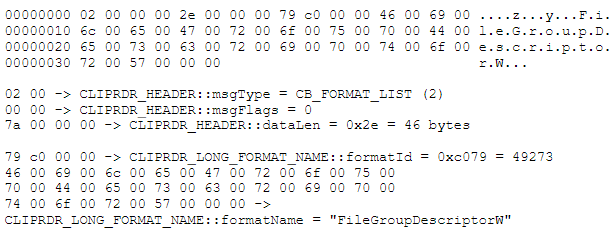 00000000 02 00 00 00 2e 00 00 00 79 c0 00 00 46 00 69 00 ....z...y...F.i.
00000010 6c 00 65 00 47 00 72 00 6f 00 75 00 70 00 44 00 l.e.G.r.o.u.p.D.
00000020 65 00 73 00 63 00 72 00 69 00 70 00 74 00 6f 00 e.s.c.r.i.p.t.o.
00000030 72 00 57 00 00 00 r.W...
02 00 -> CLIPRDR_HEADER::msgType = CB_FORMAT_LIST (2)
00 00 -> CLIPRDR_HEADER::msgFlags = 0
7a 00 00 00 -> CLIPRDR_HEADER::dataLen = 0x2e = 46 bytes
79 c0 00 00 -> CLIPRDR_LONG_FORMAT_NAME::formatId = 0xc079 = 49273
46 00 69 00 6c 00 65 00 47 00 72 00 6f 00 75 00
70 00 44 00 65 00 73 00 63 00 72 00 69 00 70 00
74 00 6f 00 72 00 57 00 00 00 ->
CLIPRDR_LONG_FORMAT_NAME::formatName = "FileGroupDescriptorW"